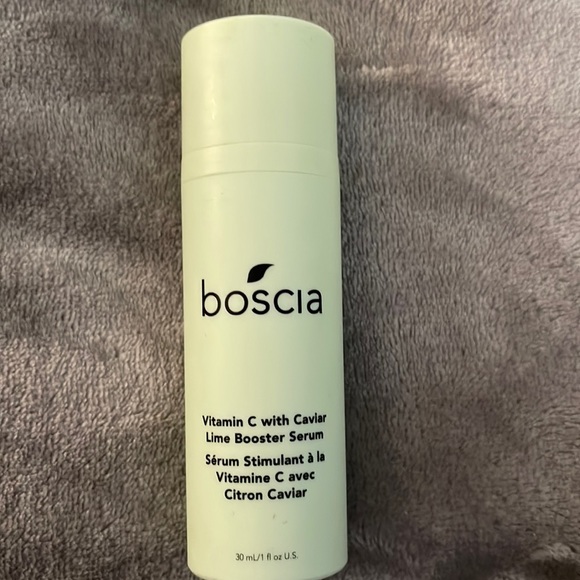 boscia
Vitamin C with Caviar
Lime Booster Serum
Sérum Stimulant à la
Vitamine C avec
Citron Caviar
30 mL/1 fl oz U.S.